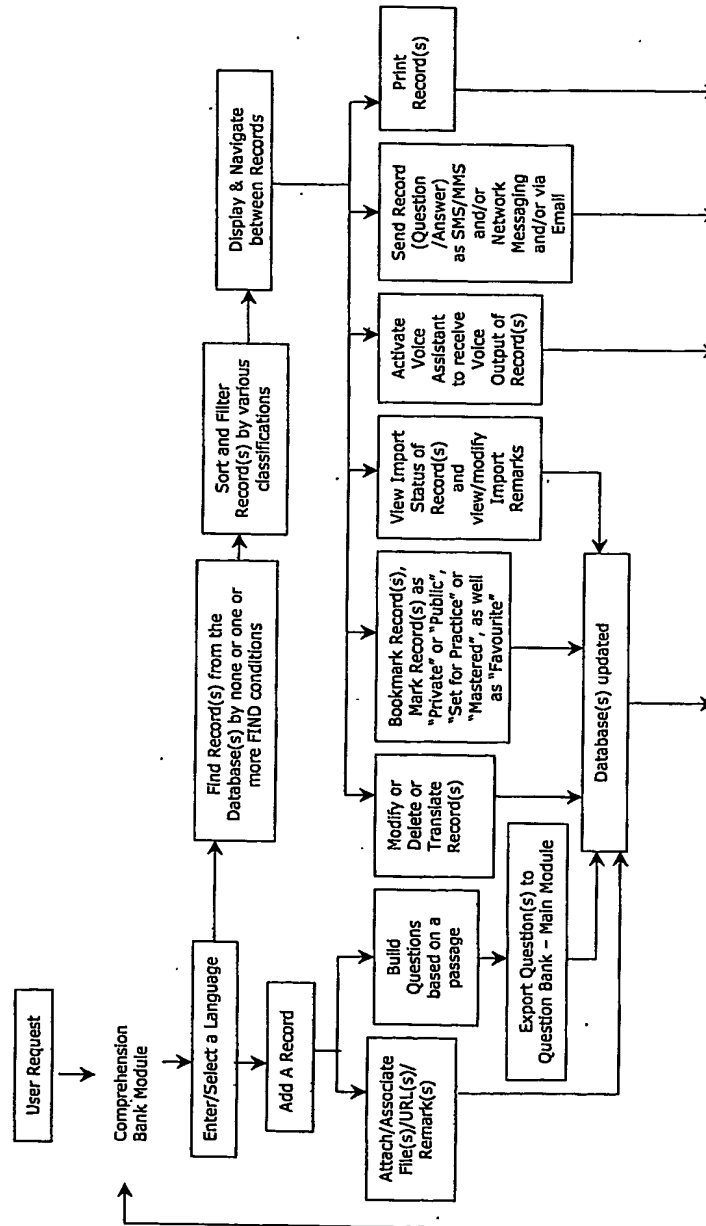 User Request
Comprehension
Bank Module
Enter/Select a Language
Add A Record
Attach/Associate
File(s)/URL(s)/
Remark(s)
Build
Questions
based on a
passage
Export Question(s) to
Question Bank – Main Module
Find Record(s) from the
Database(s) by none or one or
more FIND conditions
Sort and Filter
Record(s) by various
classifications
Display & Navigate
between Records
Modify or
Delete or
Translate
Record(s)
Bookmark Record(s),
Mark Record(s) as
“Private” or “Public”,
“Set for Practice” or
“Mastered”, as well
as “Favourite”
View Import
Status of
Record(s)
and
view/modify
Import
Remarks
Activate
Voice
Assistant
to receive
Voice
Output of
Record(s)
Send Record
(Question
/Answer)
as SMS/MMS
and/or
Network
Messaging
and/or via
Email
Print
Record(s)
Database(s) updated